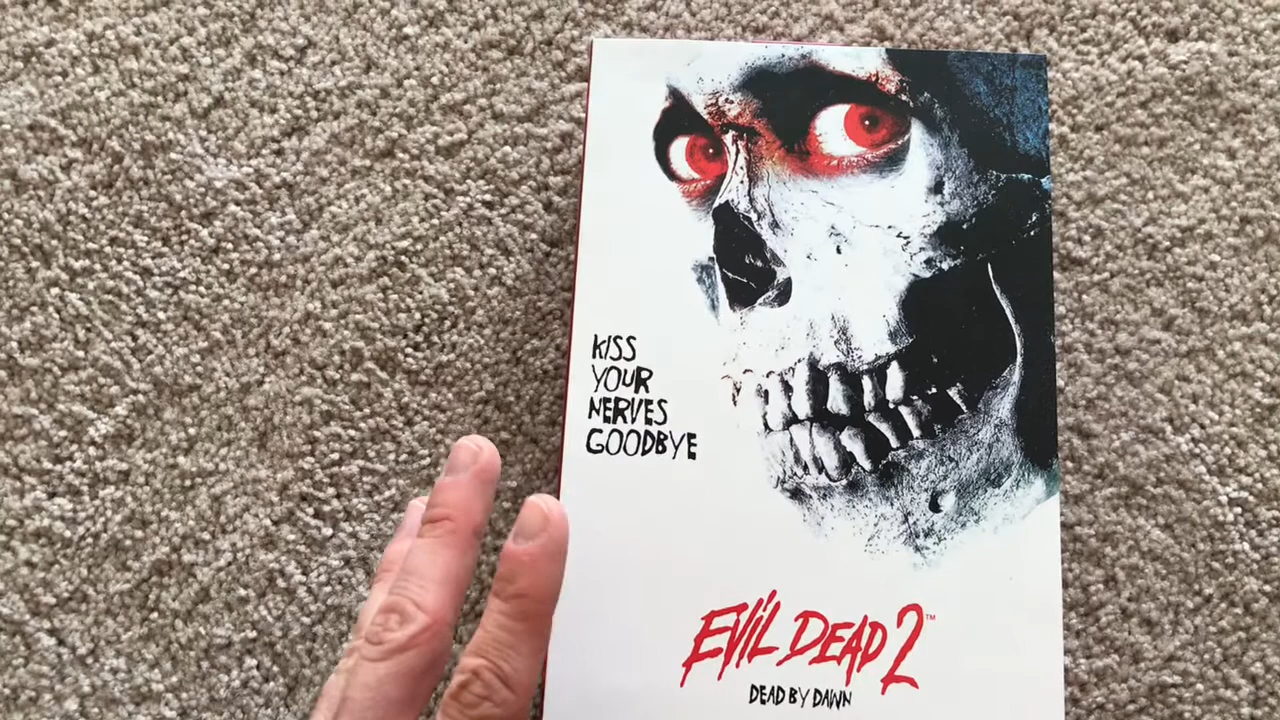 KISS
YOUR
NERVES
GOODBYE
EVIL DEAD 2™
DEAD BY DAWN